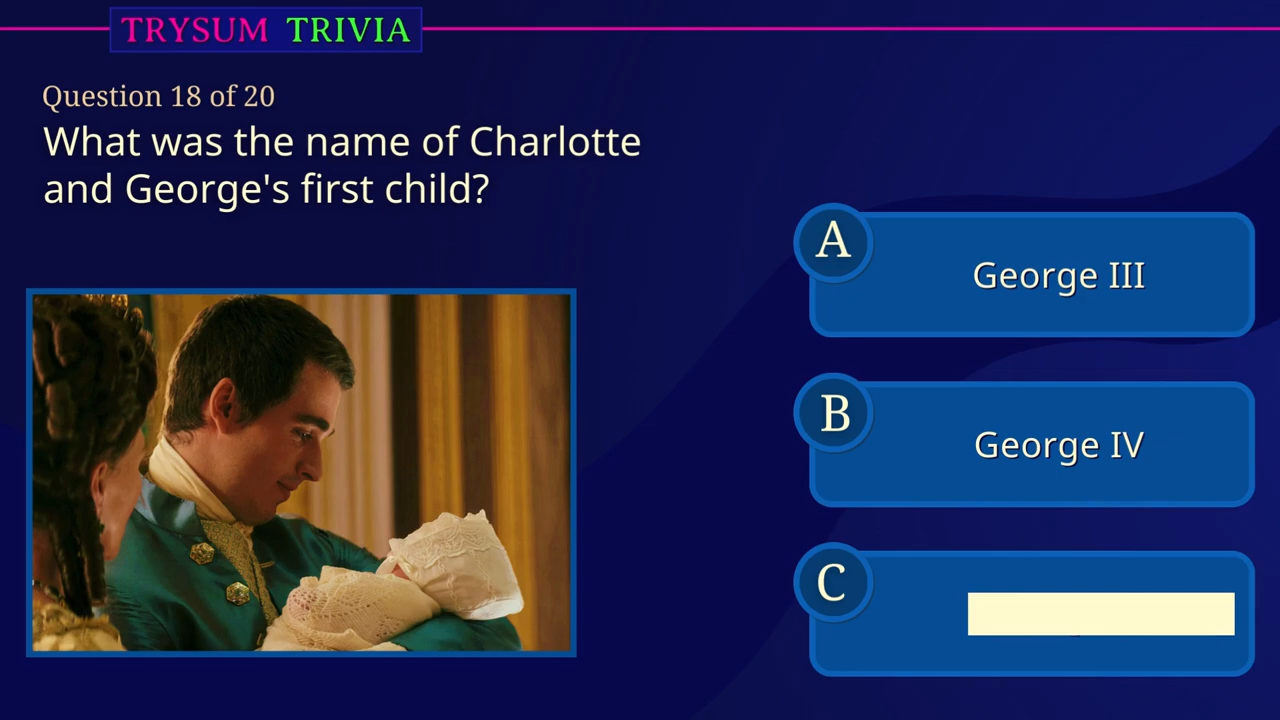 TRYSUM TRIVIA
Question 18 of 20
What was the name of Charlotte
and George's first child?
A
George III
B
George IV
C